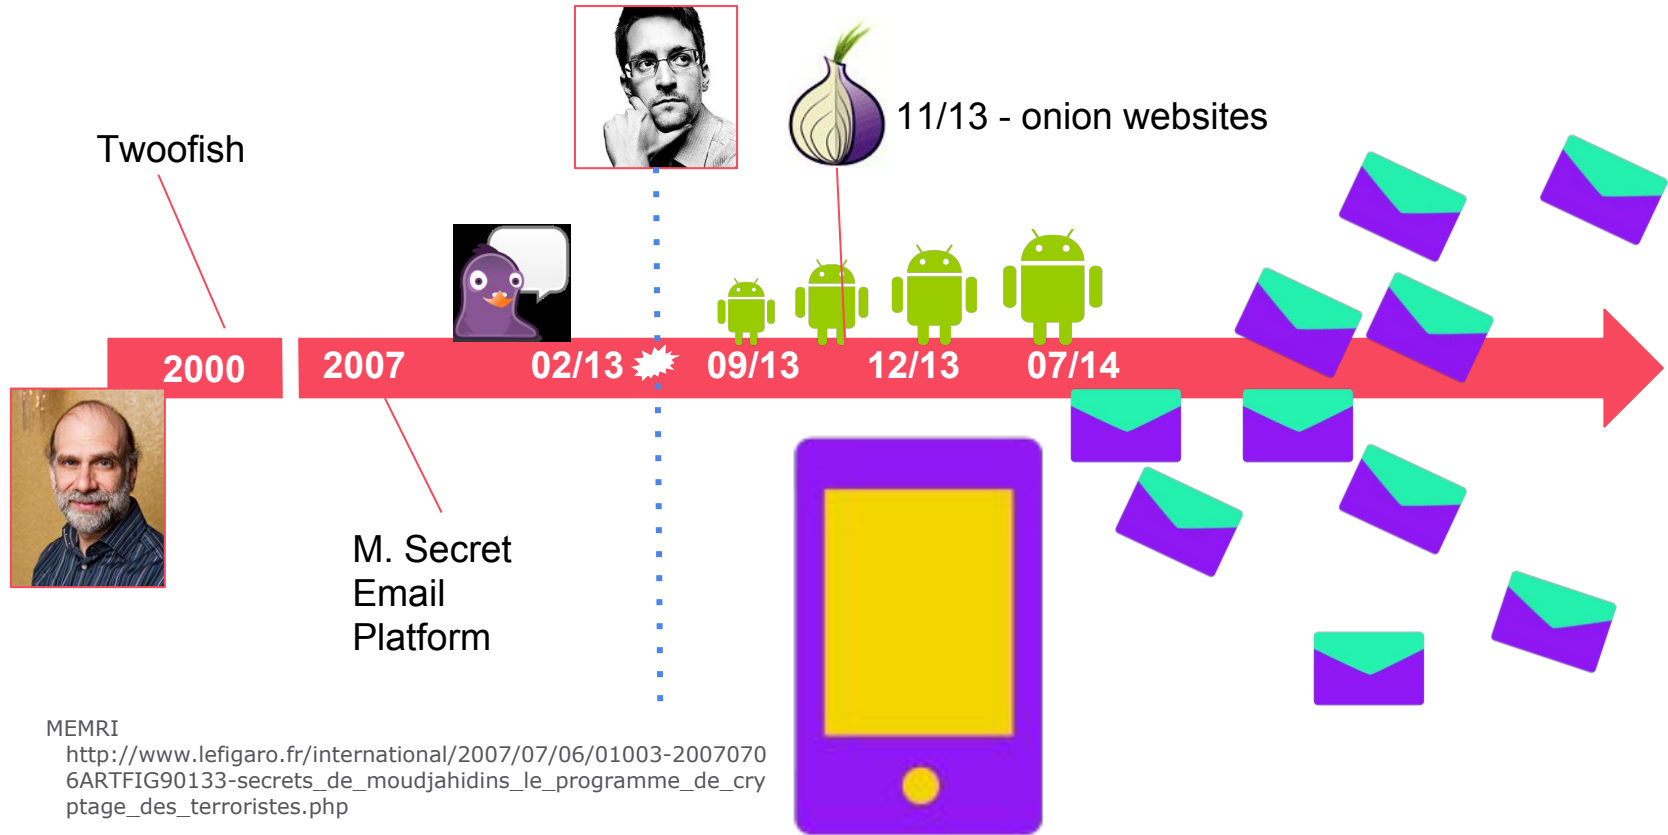 11/13 - onion websites
Twoofish
2000
2007
02/13
09/13
12/13
07/14
M. Secret
Email
Platform
MEMRI
http://www.lefigaro.fr/international/2007/07/06/01003-2007070
6ARTFIG90133-secrets_de_moudjahidins_le_programme_de_cry
ptage_des_terroristes.php